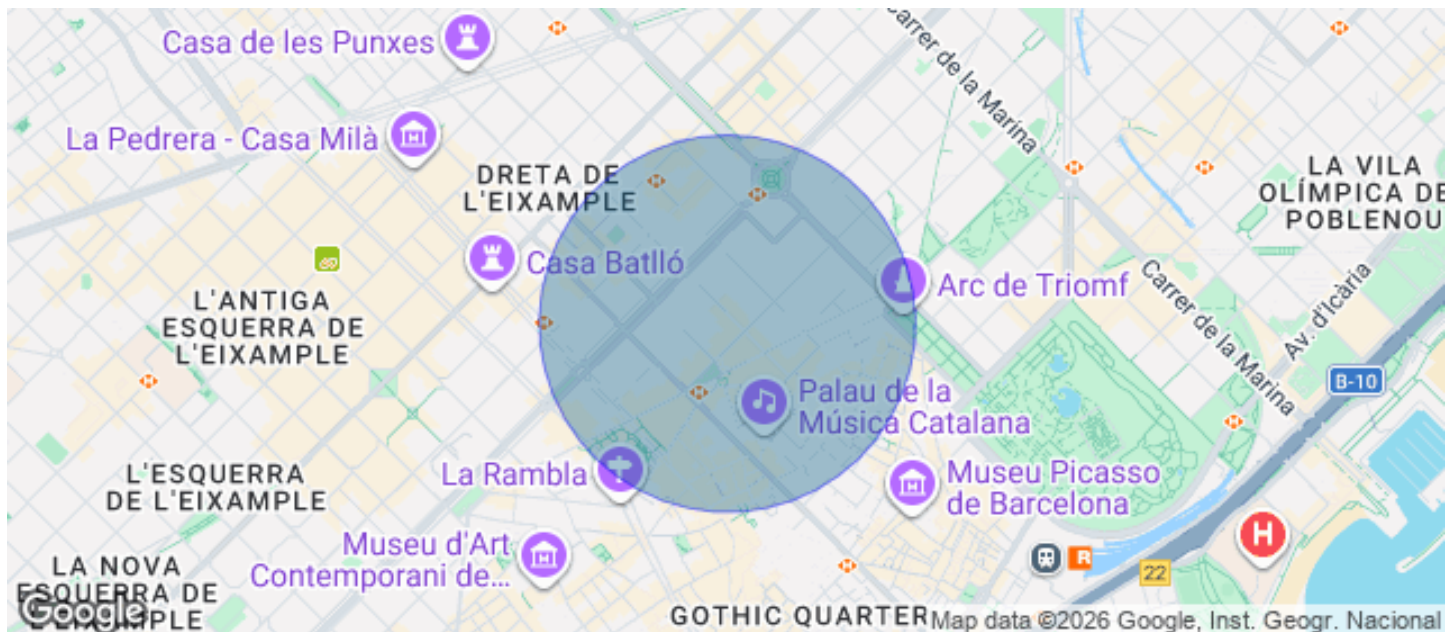 Casa de les Punxes
Carrer de la Marina
La Pedrera - Casa Milà
DRETA DE
L'EIXAMPLE
LA VILA
OLÍMPICA DE
POBLENOU
Casa Batlló
Arc de Triomf
Carrer de la Marina
Av. d'Icària
L'ANTIGA
ESQUERRA DE
L'EIXAMPLE
B-10
Palau de la
Música Catalana
L'ESQUERRA
DE L'EIXAMPLE
La Rambla
Museu Picasso
de Barcelona
Museu d'Art
Contemporani de...
H
R
22
LA NOVA
ESQUERRA DE
L'EIXAMPLE
Google
GOTHIC QUARTER
Map data ©2026 Google, Inst. Geogr. Nacional